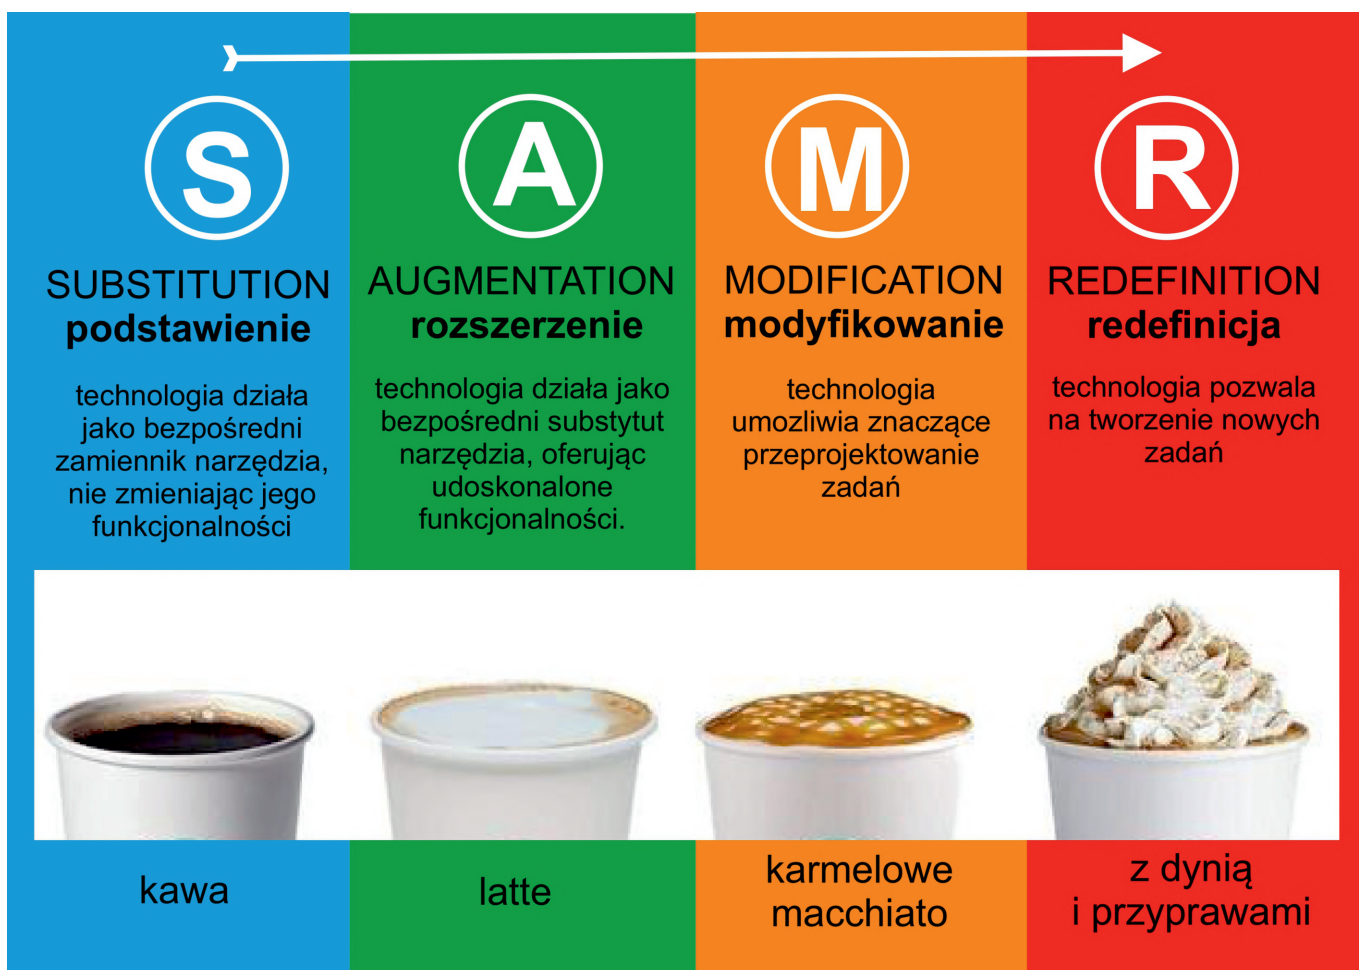 S
SUBSTITUTION
podstawienie
technologia działa
jako bezpośredni
zamiennik narzędzia,
nie zmieniając jego
funkcjonalności
kawa
A
AUGMENTATION
rozszerzenie
technologia działa jako
bezpośredni substytut
narzędzia, oferując
udoskonalone
funkcjonalności.
latte
M
MODIFICATION
modyfikowanie
technologia
umozliwia znaczące
przeprojektowanie
zadań
karmelowe
macchiato
R
REDEFINITION
redefinicja
technologia pozwala
na tworzenie nowych
zadań
z dynią
i przyprawami